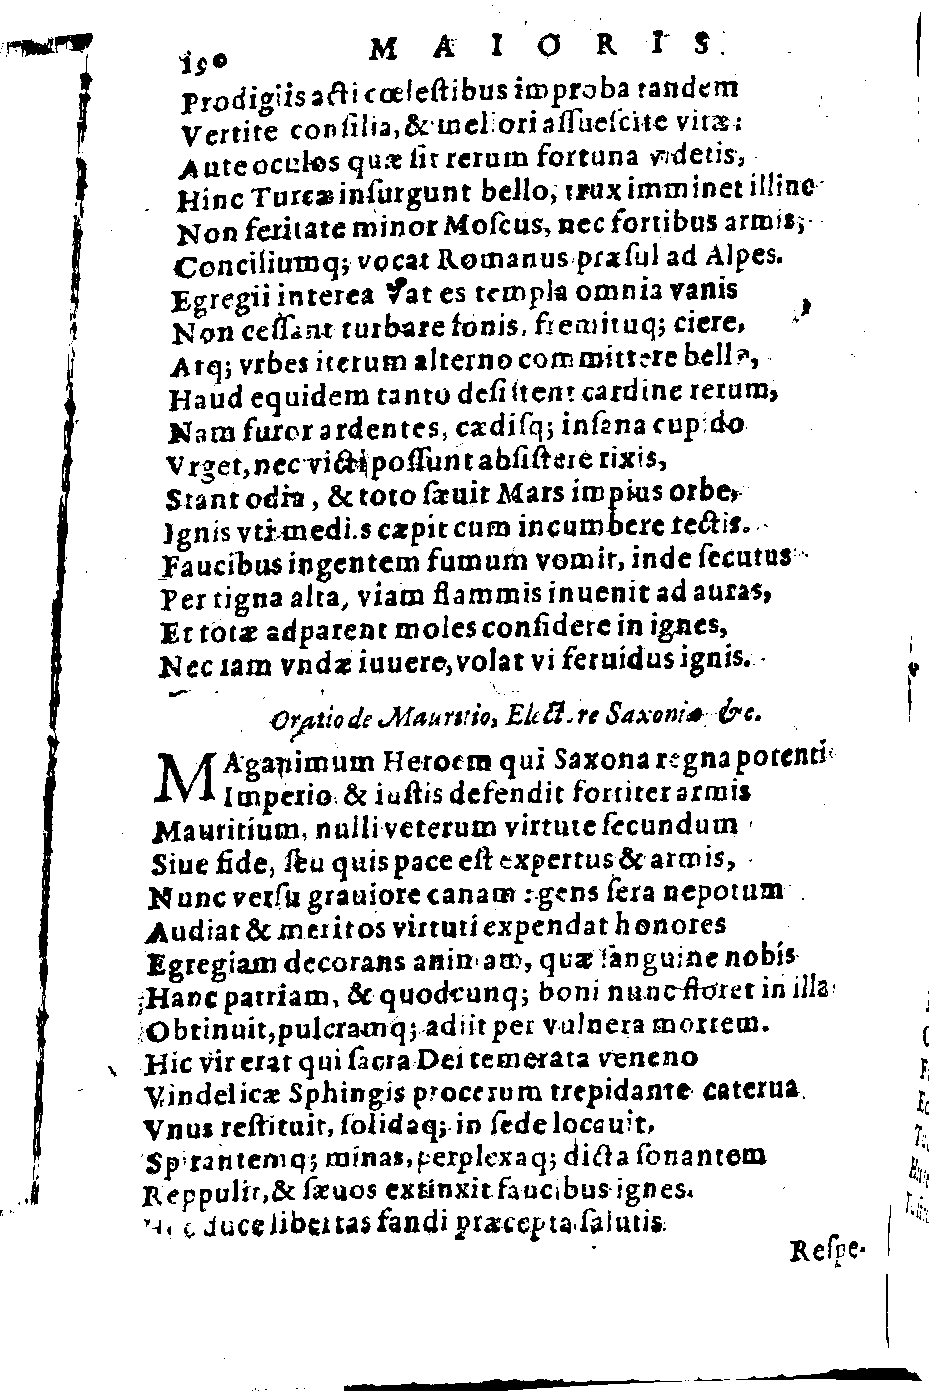 190 MAIORIS.
Prodigiis acti cœlestibus improba tandem
Vertite consilia, & meliori assuescite vitæ:
Ante oculos quæ sit rerum fortuna videtis,
Hinc Turcæ insurgunt bello, trux imminet illinc
Non feritate minor Moscus, nec fortibus armis,
Conciliumq; vocat Romanus præsul ad Alpes.
Egregii interea Vates templa omnia vanis
Non cessant turbare sonis, fremituq; ciere,
Atq; vrbes iterum alterno committere bella,
Haud equidem tanto desistent cardine rerum,
Nam furor ardentes, cædisq; insana cupido
Vrget, nec victi possunt absistere rixis,
Stant odia, & toto sæuit Mars impius orbe,
Ignis vti medi.s cæpit cum incumbere tectis.
Faucibus ingentem fumum vomit, inde secutus
Per tigna alta, viam flammis inuenit ad auras,
Et totæ adparent moles considere in ignes,
Nec iam vndæ iuuere, volat vi feruidus ignis.
Oratio de Mauritio, Elect.re Saxoniæ &c.
MAganimum Heroem qui Saxona regna potenti
Imperio & iustis defendit fortiter armis
Mauritium, nulli veterum virtute secundum
Siue fide, seu quis pace est expertus & armis,
Nunc versu grauiore canam : gens sera nepotum
Audiat & meritos virtuti expendat honores
Egregiam decorans animam, quæ sanguine nobis
Hanc patriam, & quodcunq; boni nunc floret in illa
Obtinuit, pulcramq; adiit per vulnera mortem.
Hic vir erat qui sacra Dei temerata veneno
Vindelicæ Sphingis procerum trepidante caterua
Vnus restituit, solidaq; in sede locauit,
Spirantemq; minas, perplexaq; dicta sonantem
Reppulit, & sæuos extinxit faucibus ignes.
duce libertas fandi præcepta salutis
Respe-